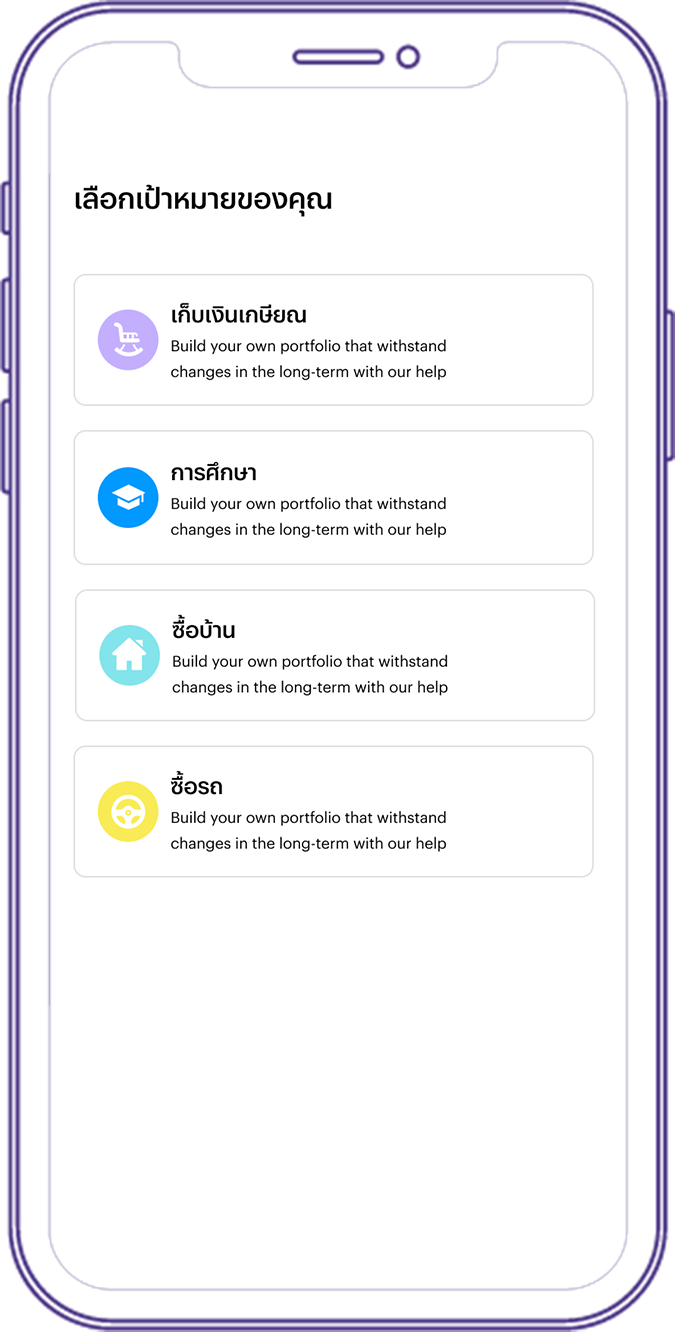 เลือกเป้าหมายของคุณ
เก็บเงินเกษียณ
Build your own portfolio that withstand
changes in the long-term with our help
การศึกษา
Build your own portfolio that withstand
changes in the long-term with our help
ซื้อบ้าน
Build your own portfolio that withstand
changes in the long-term with our help
ซื้อรถ
Build your own portfolio that withstand
changes in the long-term with our help